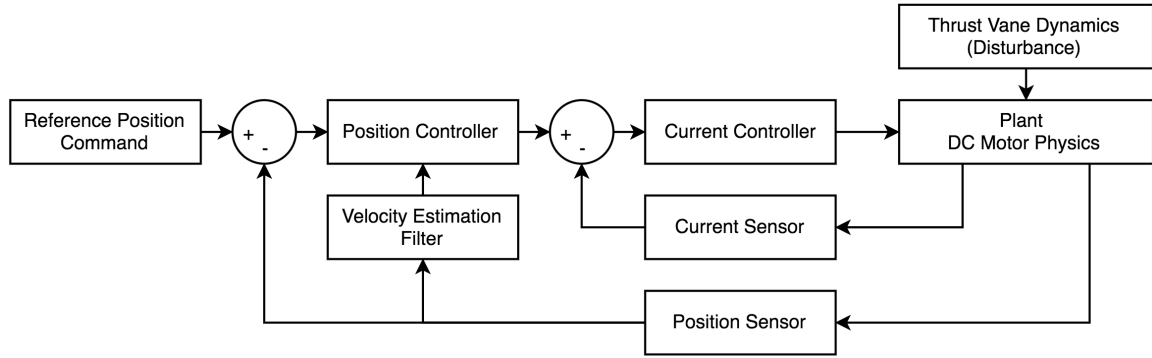 Thrust Vane Dynamics
(Disturbance)
Reference Position
Command
+
-
Position Controller
+
-
Current Controller
Plant
DC Motor Physics
Velocity Estimation
Filter
Current Sensor
Position Sensor